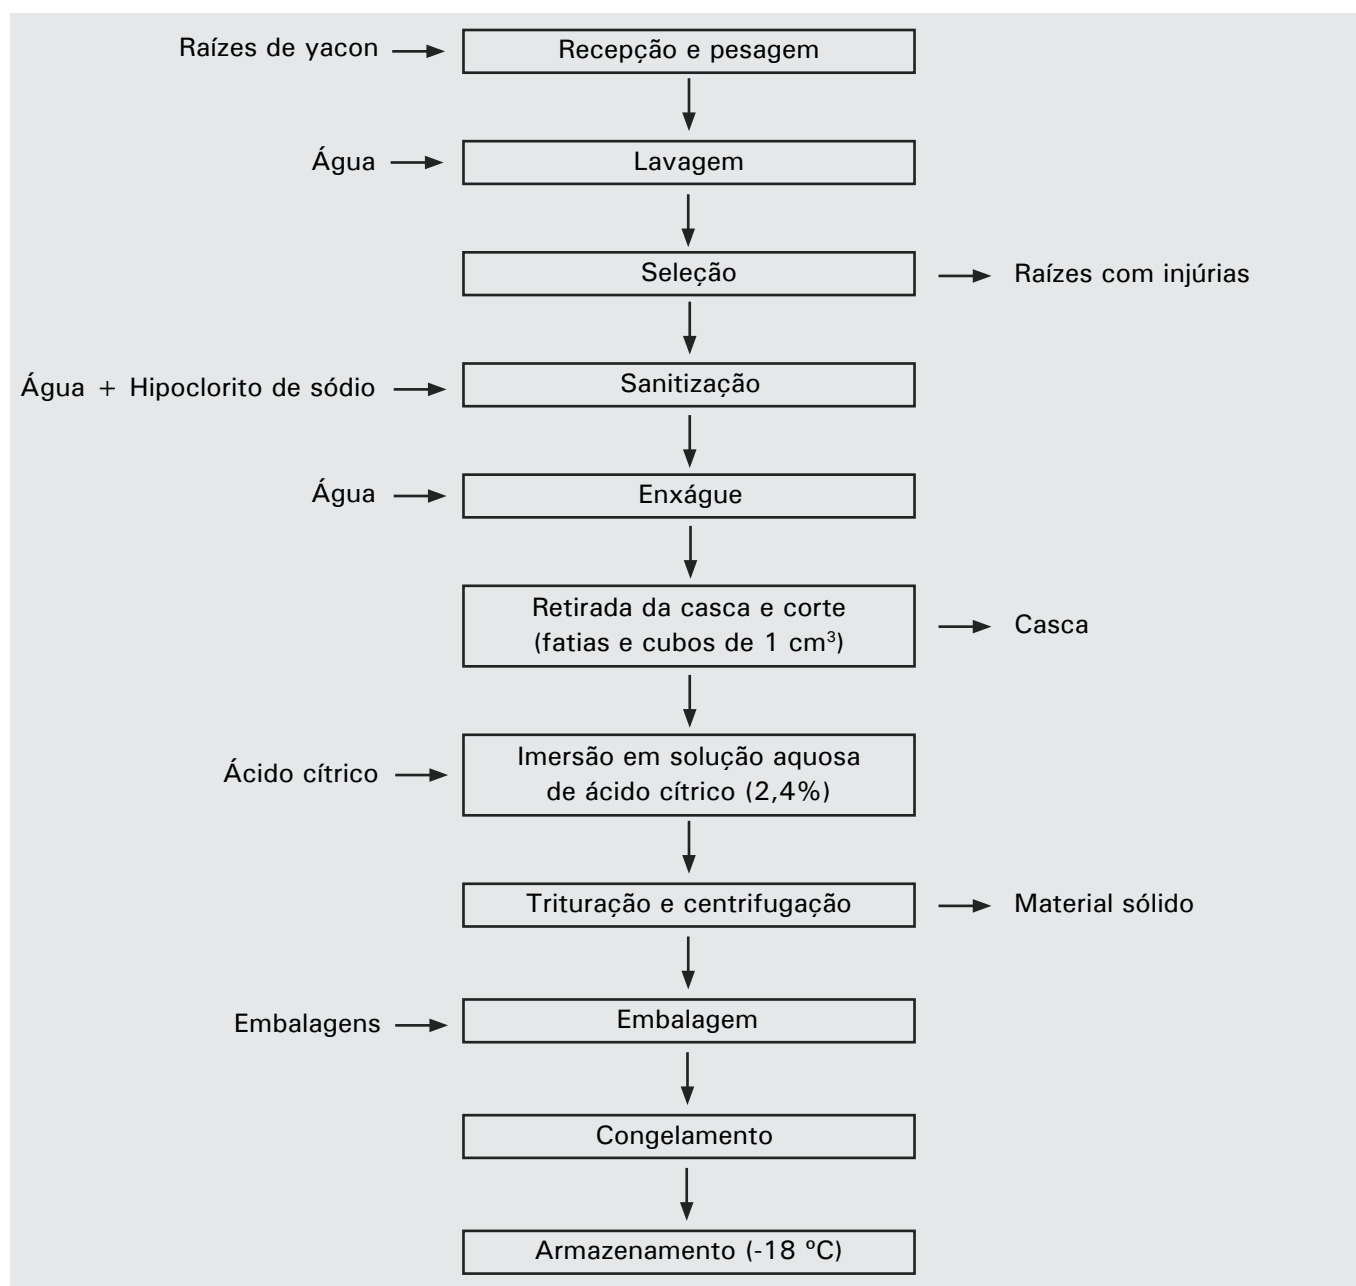 Raízes de yacon
Recepção e pesagem
Água
Lavagem
Seleção
Raízes com injúrias
Água + Hipoclorito de sódio
Sanitização
Água
Enxágue
Retirada da casca e corte
(fatias e cubos de 1 cm³)
Casca
Ácido cítrico
Imersão em solução aquosa
de ácido cítrico (2,4%)
Trituração e centrifugação
Material sólido
Embalagens
Embalagem
Congelamento
Armazenamento (-18 ºC)